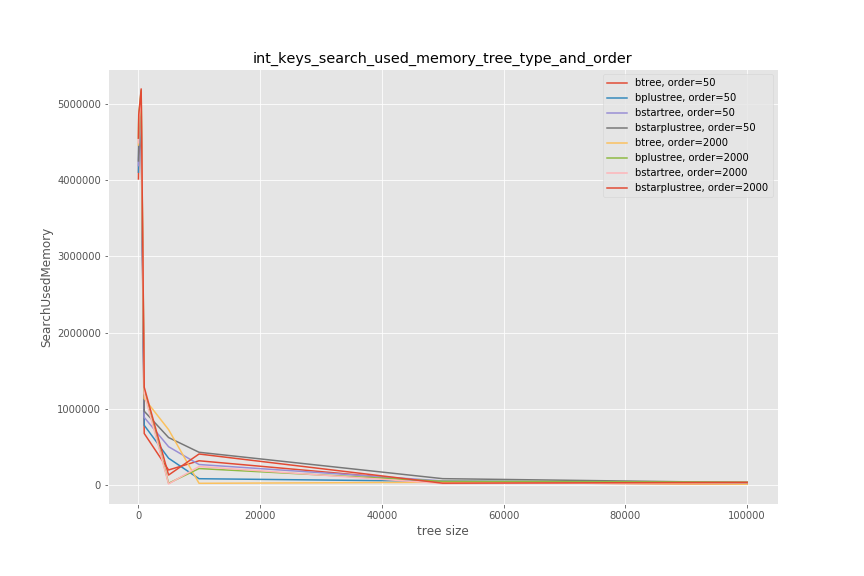 int_keys_search_used_memory_tree_type_and_order
btree, order=50
bplustree, order=50
bstartree, order=50
bstarplustree, order=50
btree, order=2000
bplustree, order=2000
bstartree, order=2000
bstarplustree, order=2000
SearchUsedMemory
5000000
4000000
3000000
2000000
1000000
0
0 20000 40000 60000 80000 100000
tree size